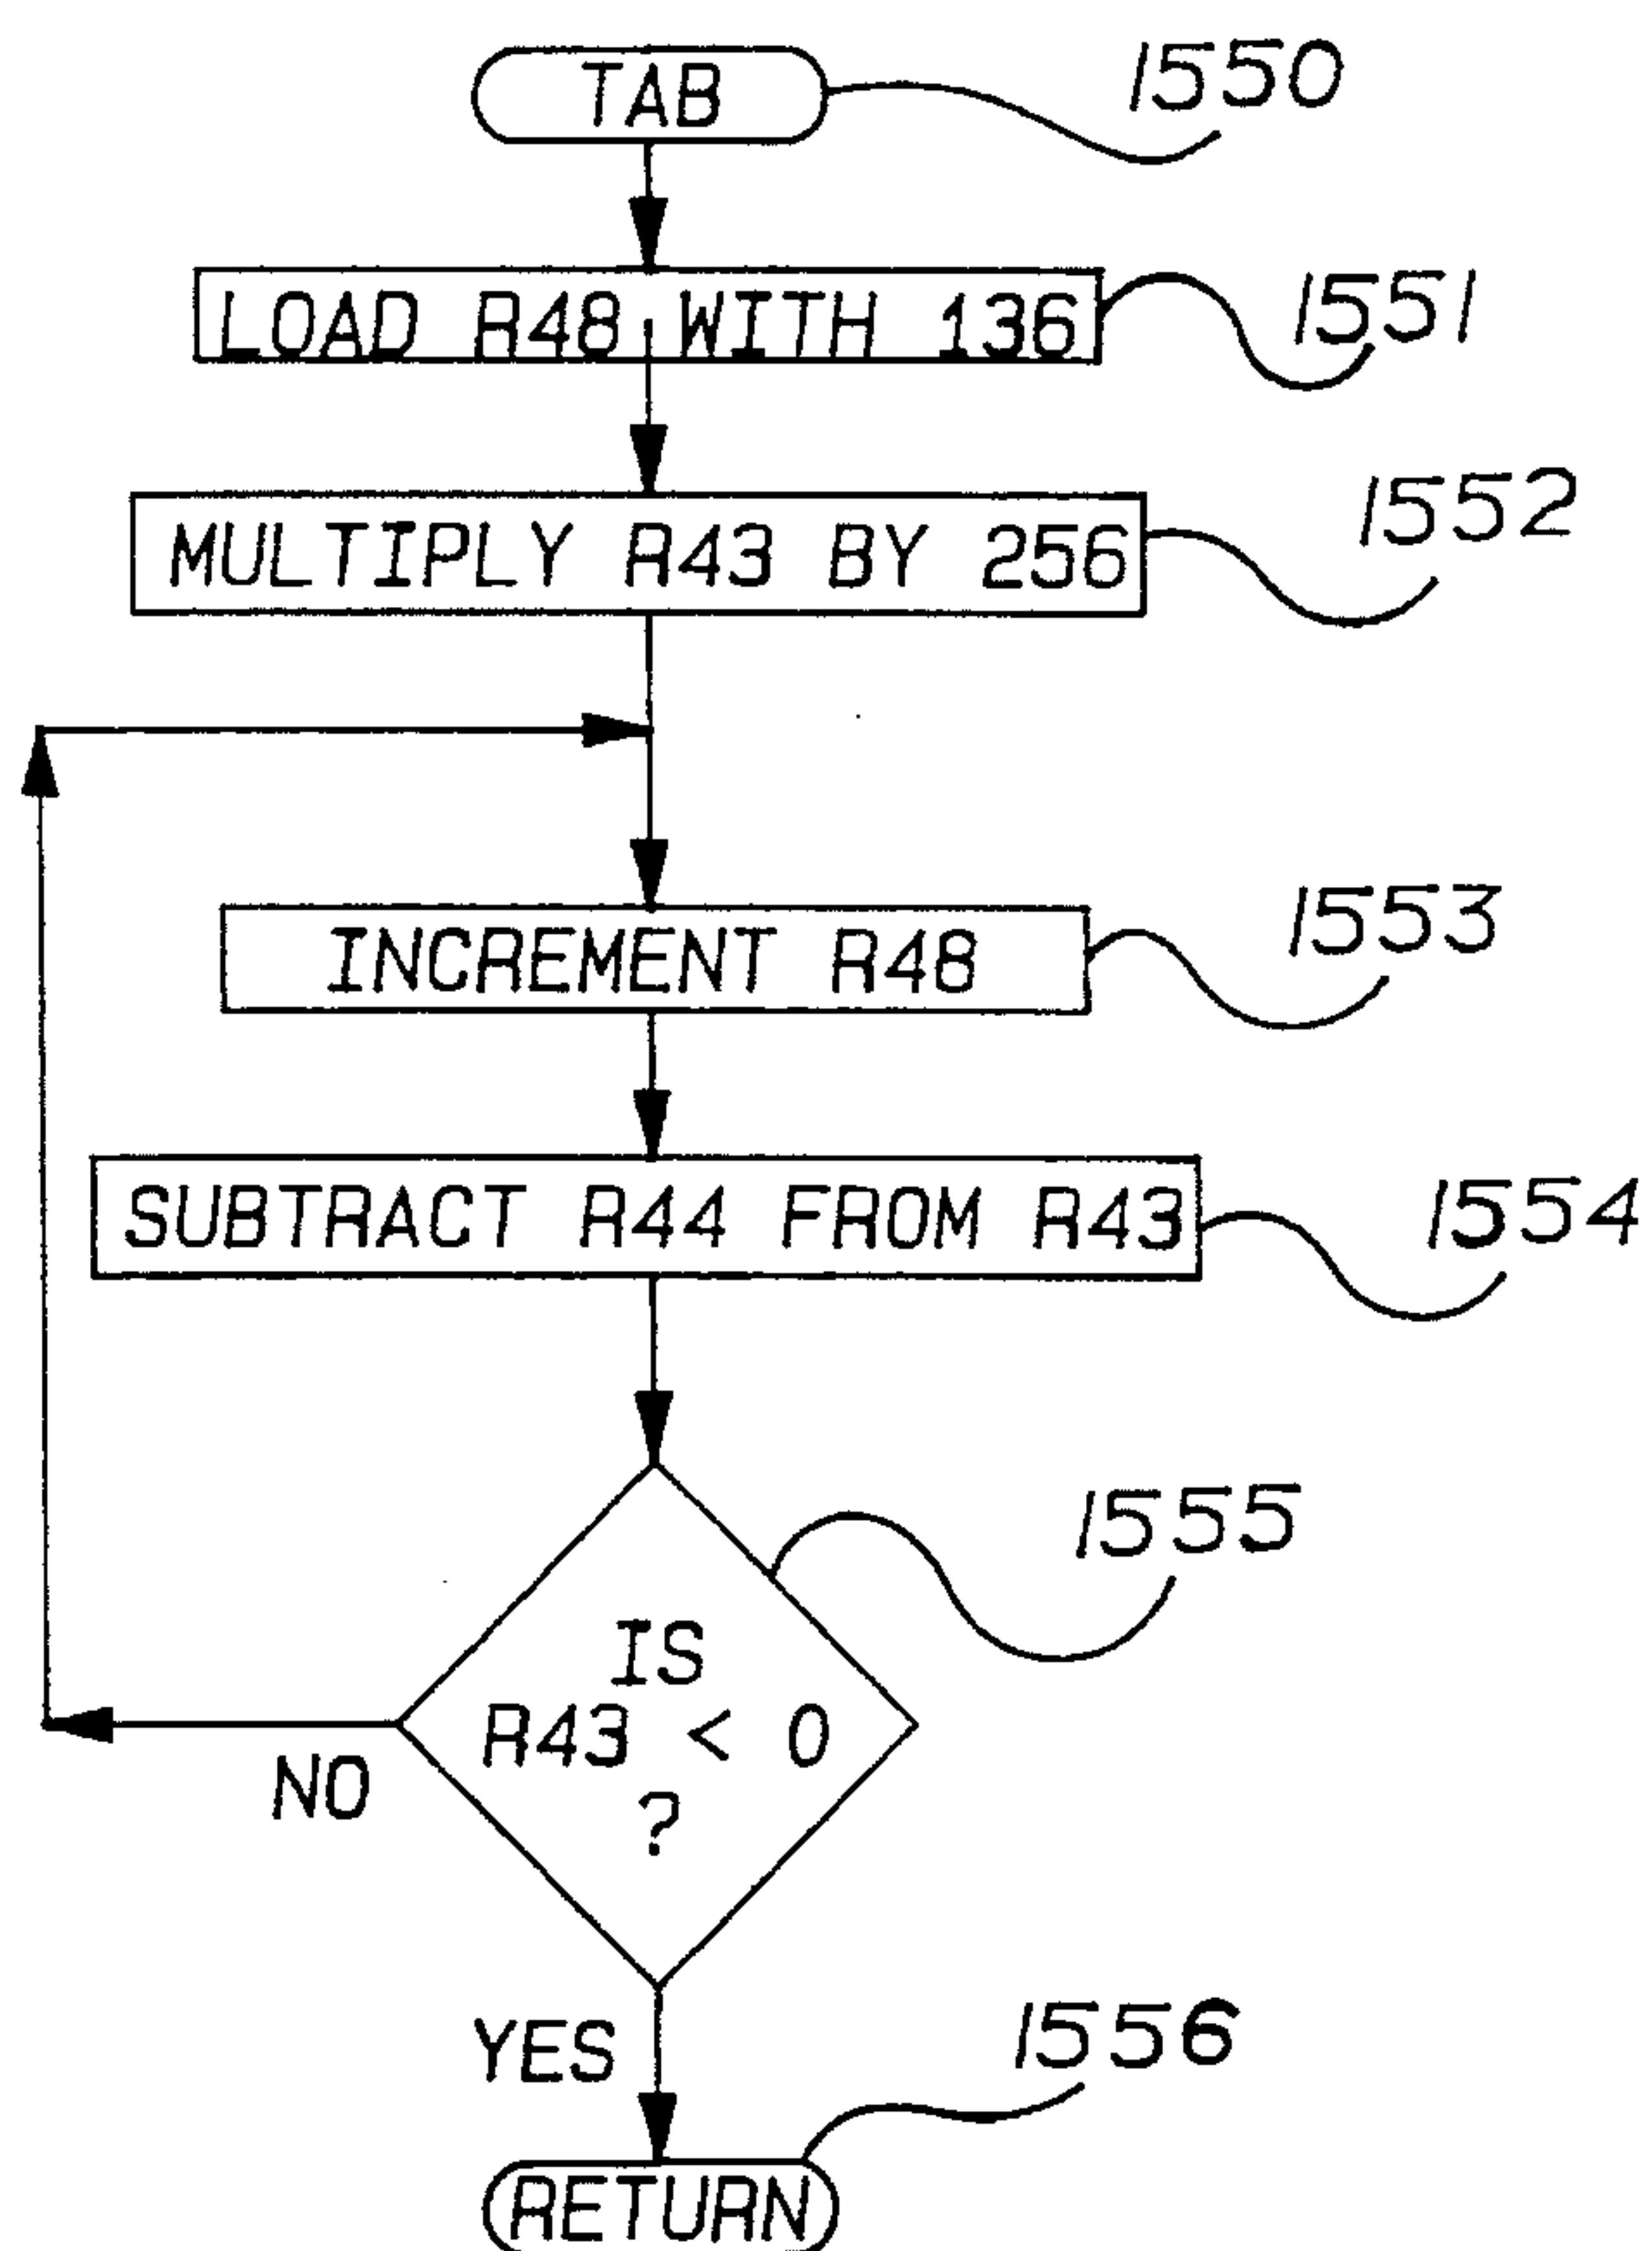 TAB
1550
LOAD R48 WITH 136
1551
MULTIPLY R43 BY 256
1552
INCREMENT R48
1553
SUBTRACT R44 FROM R43
1554
1555
IS
R43 < 0
?
NO
YES
1556
RETURN